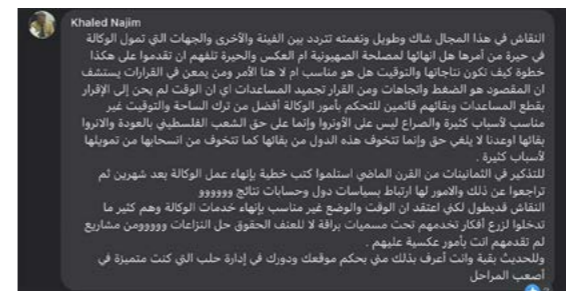 Khaled Najim
النقاش في هذا المجال شاك وطويل ونغمته تتردد بين الفينة والأخرى والجهات التي تمول الوكالة
في حيرة من أمرها هل انهائها لمصلحة الصهيونية ام العكس والحيرة تلفهم ان تقدموا على هكذا
خطوة كيف تكون نتاجاتها والتوقيت هل هو مناسب ام لا هنا الأمر ومن يمعن في القرارات يستشف
ان المقصود هو الضغط واتجاهات ومن القرار تجميد المساعدات اي ان الوقت لم يحن إلى الإقرار
بقطع المساعدات وبقائهم قائمين للتحكم بأمور الوكالة أفضل من ترك الساحة والتوقيت غير
مناسب لأسباب كثيرة والصراع ليس على الأونروا وإنما على حق الشعب الفلسطيني بالعودة والانروا
بقائها اوعدنا لا يلغي حق وإنما تتخوف هذه الدول من بقائها كما تتخوف من انسحابها من تمويلها
لأسباب كثيرة .
للتذكير في الثمانينات من القرن الماضي استلموا كتب خطية بإنهاء عمل الوكالة بعد شهرين ثم
تراجعوا عن ذلك والامور لها ارتباط بسياسات دول وحسابات نتائج وووووو
النقاش قديطول لكني اعتقد ان الوقت والوضع غير مناسب بإنهاء خدمات الوكالة وهم كثير ما
تدخلوا لزرع أفكار تخدمهم تحت مسميات براقة لا للعنف الحقوق حل النزاعات وووووومن مشاريع
لم تقدمهم انت بأمور عكسية عليهم .
وللحديث بقية وانت أعرف بذلك مني بحكم موقعك ودورك في إدارة حلب التي كنت متميزة في
أصعب المراحل